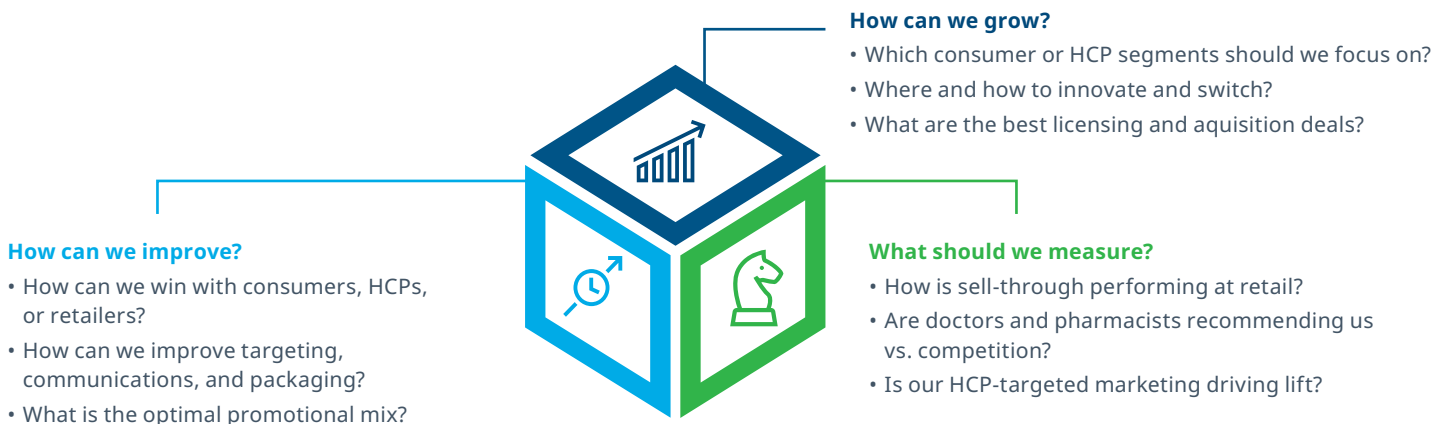 How can we grow?
• Which consumer or HCP segments should we focus on?
• Where and how to innovate and switch?
• What are the best licensing and aquisition deals?
How can we improve?
• How can we win with consumers, HCPs,
or retailers?
• How can we improve targeting,
communications, and packaging?
• What is the optimal promotional mix?
What should we measure?
• How is sell-through performing at retail?
• Are doctors and pharmacists recommending us
vs. competition?
• Is our HCP-targeted marketing driving lift?